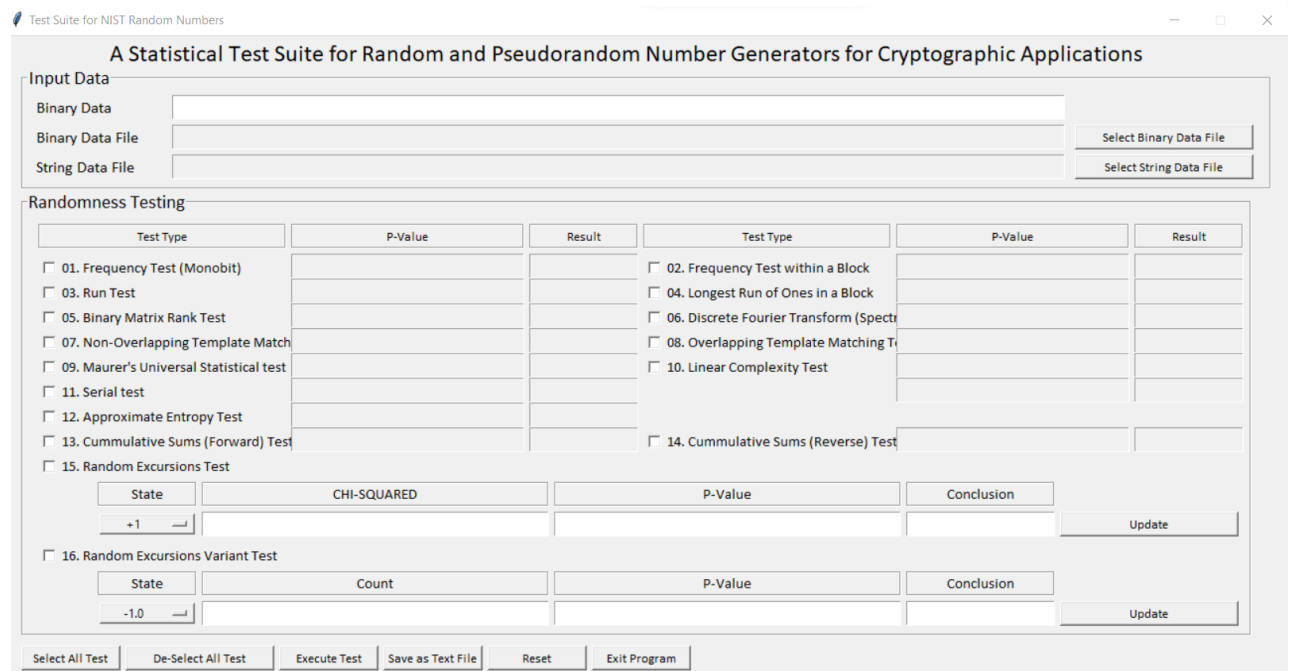 Test Suite for NIST Random Numbers
A Statistical Test Suite for Random and Pseudorandom Number Generators for Cryptographic Applications
Input Data
Binary Data
Binary Data File Select Binary Data File
String Data File Select String Data File
Randomness Testing
Test Type P-Value Result Test Type P-Value Result
01. Frequency Test (Monobit) 02. Frequency Test within a Block
03. Run Test 04. Longest Run of Ones in a Block
05. Binary Matrix Rank Test 06. Discrete Fourier Transform (Spectr
07. Non-Overlapping Template Match 08. Overlapping Template Matching T
09. Maurer's Universal Statistical test 10. Linear Complexity Test
11. Serial test
12. Approximate Entropy Test
13. Cummulative Sums (Forward) Test 14. Cummulative Sums (Reverse) Test
15. Random Excursions Test
State CHI-SQUARED P-Value Conclusion
+1 Update
16. Random Excursions Variant Test
State Count P-Value Conclusion
-1.0 Update
Select All Test De-Select All Test Execute Test Save as Text File Reset Exit Program